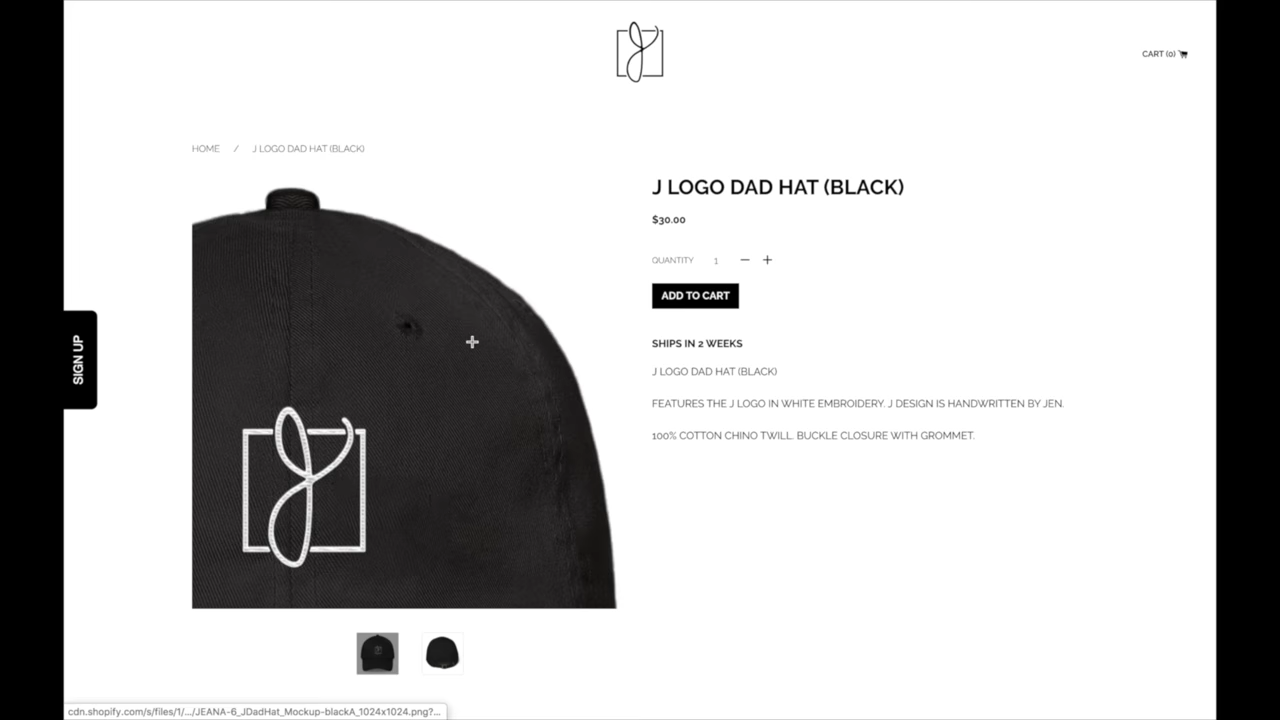 CART (0)
HOME / J LOGO DAD HAT (BLACK)
J LOGO DAD HAT (BLACK)
$30.00
QUANTITY 1 − +
ADD TO CART
SIGN UP
SHIPS IN 2 WEEKS
J LOGO DAD HAT (BLACK)
FEATURES THE J LOGO IN WHITE EMBROIDERY. J DESIGN IS HANDWRITTEN BY JEN.
100% COTTON CHINO TWILL. BUCKLE CLOSURE WITH GROMMET.
cdn.shopify.com/s/files/1/.../JEANA-6_JDadHat_Mockup-blackA_1024x1024.png?...